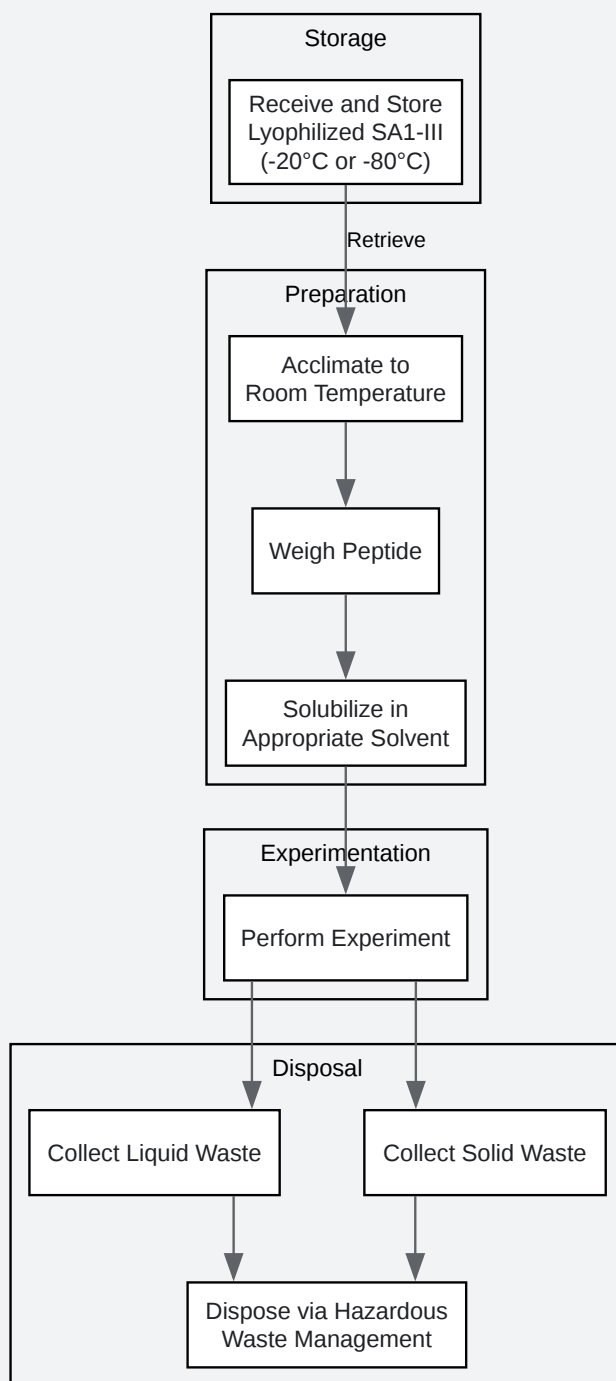 Storage
Receive and Store
Lyophilized SA1-III
(-20°C or -80°C)
Retrieve
Preparation
Acclimate to
Room Temperature
Weigh Peptide
Solubilize in
Appropriate Solvent
Experimentation
Perform Experiment
Disposal
Collect Liquid Waste
Collect Solid Waste
Dispose via Hazardous
Waste Management